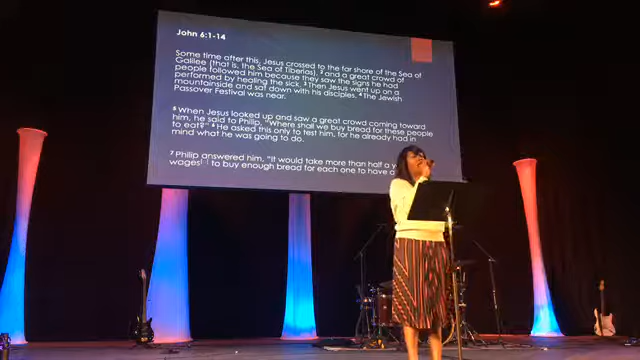 John 6:1-14
Some time after this, Jesus crossed to the far shore of the Sea of
Galilee (that is, the Sea of Tiberias), 2 and a great crowd of
people followed him because they saw the signs he had
performed by healing the sick. 3 Then Jesus went up on a
mountainside and sat down with his disciples. 4 The Jewish
Passover Festival was near.
5 When Jesus looked up and saw a great crowd coming toward
him, he said to Philip, "Where shall we buy bread for these people
to eat?" 6 He asked this only to test him, for he already had in
mind what he was going to do.
7 Philip answered him, "It would take more than half a
wages to buy enough bread for each one to have